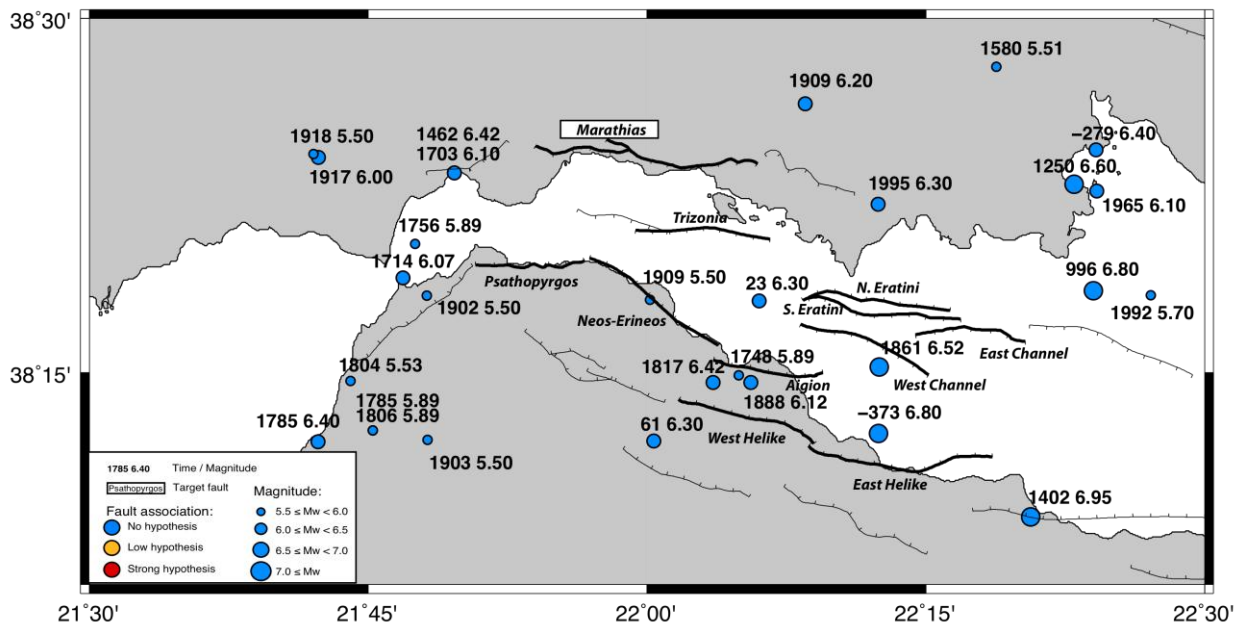 38˚30'
1580 5.51
1909 6.20
1918 5.50
1462 6.42
Marathias
−279 6.40
1703 6.10
1250 6.60
1917 6.00
1995 6.30
1965 6.10
1756 5.89
Trizonia
1714 6.07
Psathopyrgos
1909 5.50
23 6.30
N. Eratini
996 6.80
S. Eratini
1902 5.50
Neos-Erineos
1992 5.70
1861 6.52
East Channel
38˚15'
1804 5.53
1817 6.42
1748 5.89
Aigion
West Channel
1785 5.89
1888 6.12
1806 5.89
−373 6.80
1785 6.40
61 6.30
West Helike
1903 5.50
East Helike
1402 6.95
1785 6.40 Time / Magnitude
Psathopyrgos Target fault
Magnitude:
Fault association:
5.5 ≤ Mw < 6.0
No hypothesis
6.0 ≤ Mw < 6.5
Low hypothesis
6.5 ≤ Mw < 7.0
Strong hypothesis
7.0 ≤ Mw
21˚30'
21˚45'
22˚00'
22˚15'
22˚30'